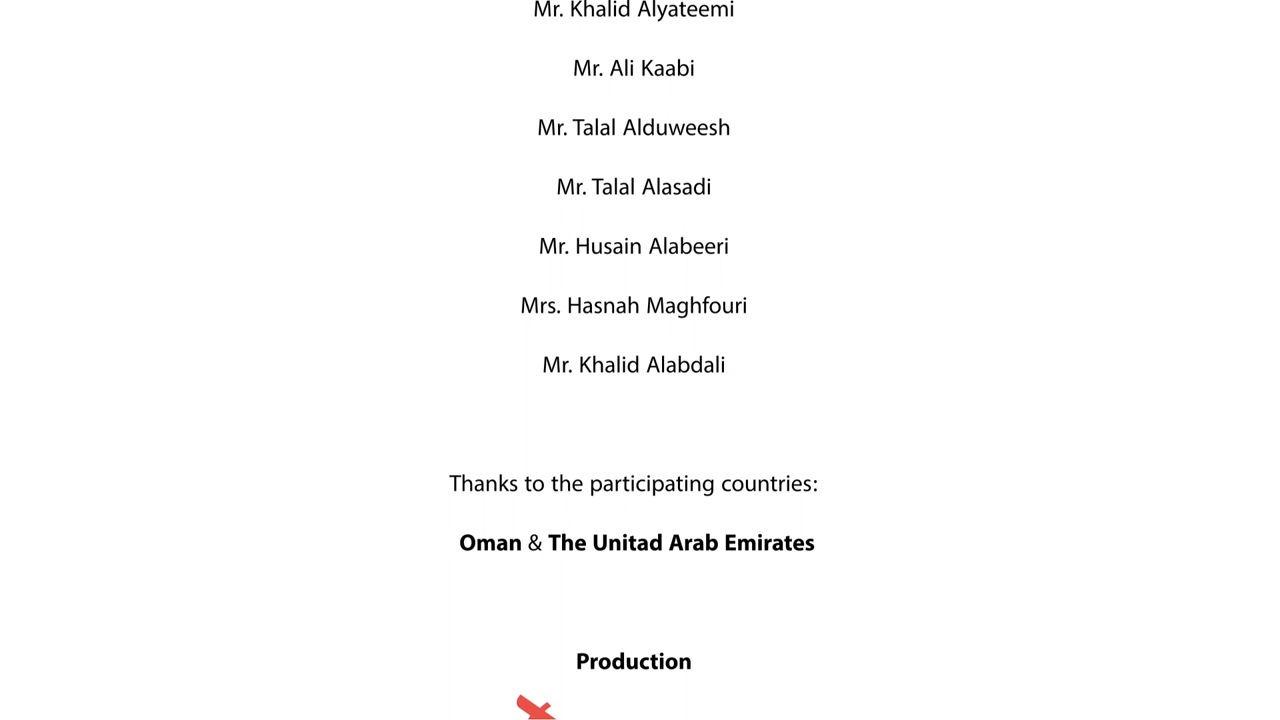 Mr. Khalid Alyateemi
Mr. Ali Kaabi
Mr. Talal Alduweesh
Mr. Talal Alasadi
Mr. Husain Alabeeri
Mrs. Hasnah Maghfouri
Mr. Khalid Alabdali
Thanks to the participating countries:
Oman & The Unitad Arab Emirates
Production